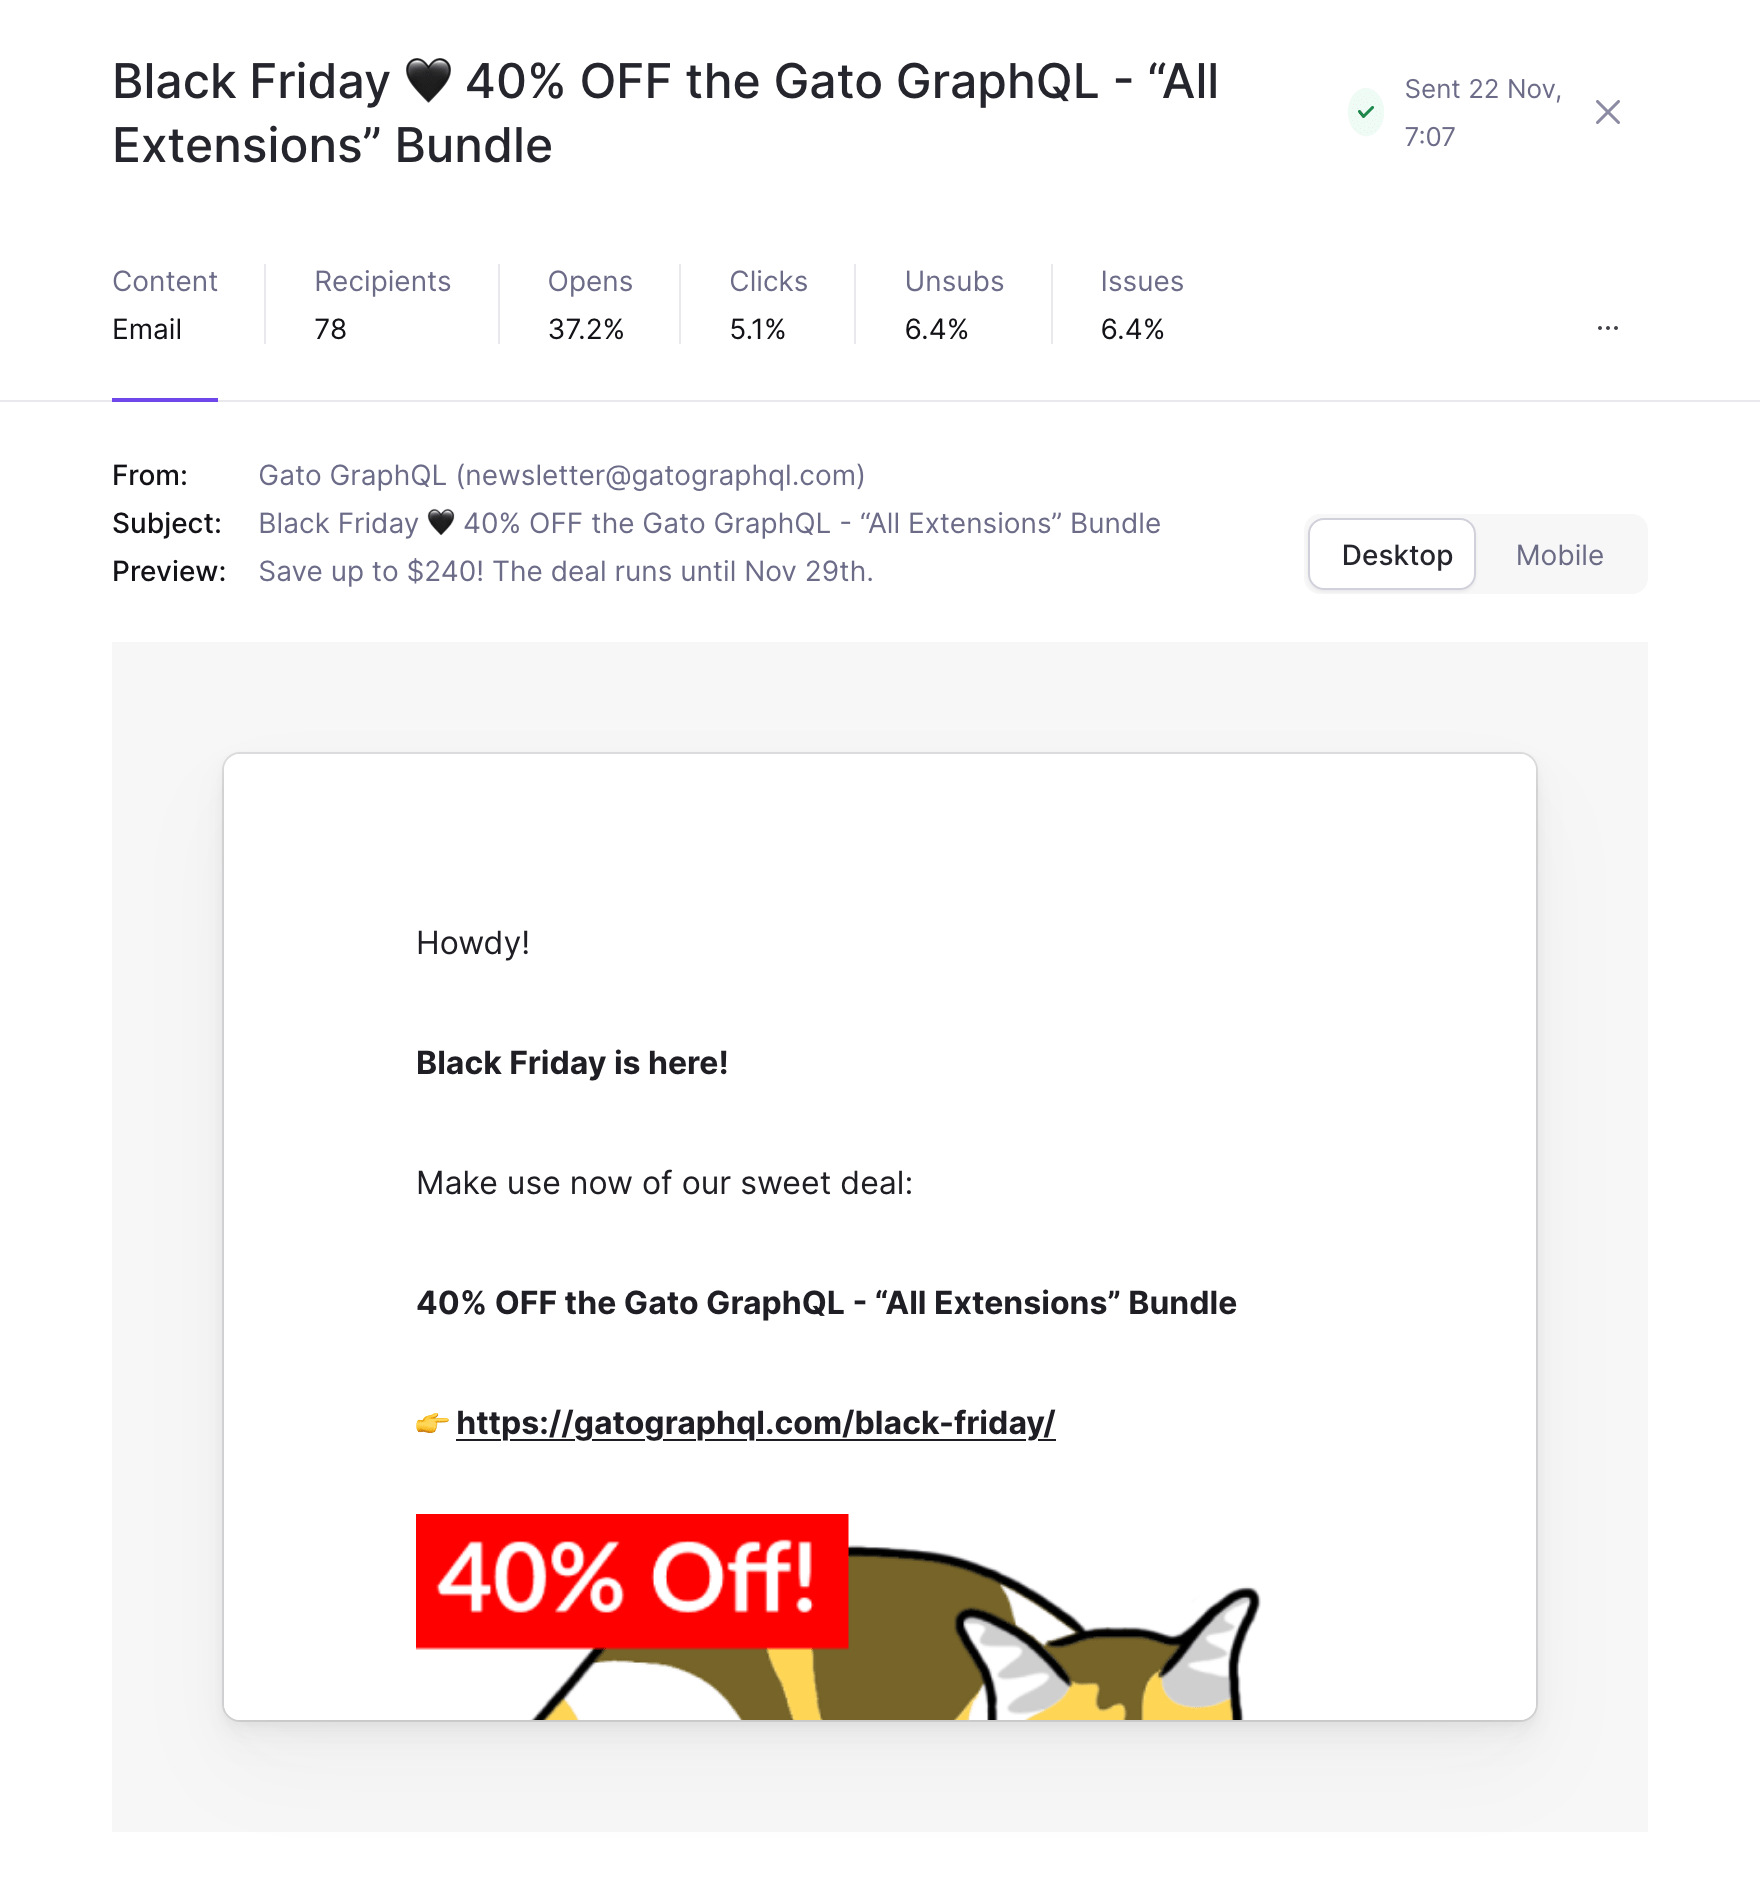 Black Friday 🖤 40% OFF the Gato GraphQL - “All
Extensions” Bundle
Sent 22 Nov,
7:07
Content
Email
Recipients
78
Opens
37.2%
Clicks
5.1%
Unsubs
6.4%
Issues
6.4%
...
From: Gato GraphQL (newsletter@gatographql.com)
Subject: Black Friday 🖤 40% OFF the Gato GraphQL - “All Extensions” Bundle
Preview: Save up to $240! The deal runs until Nov 29th.
Desktop Mobile
Howdy!
Black Friday is here!
Make use now of our sweet deal:
40% OFF the Gato GraphQL - “All Extensions” Bundle
👉 https://gatographql.com/black-friday/
40% Off!